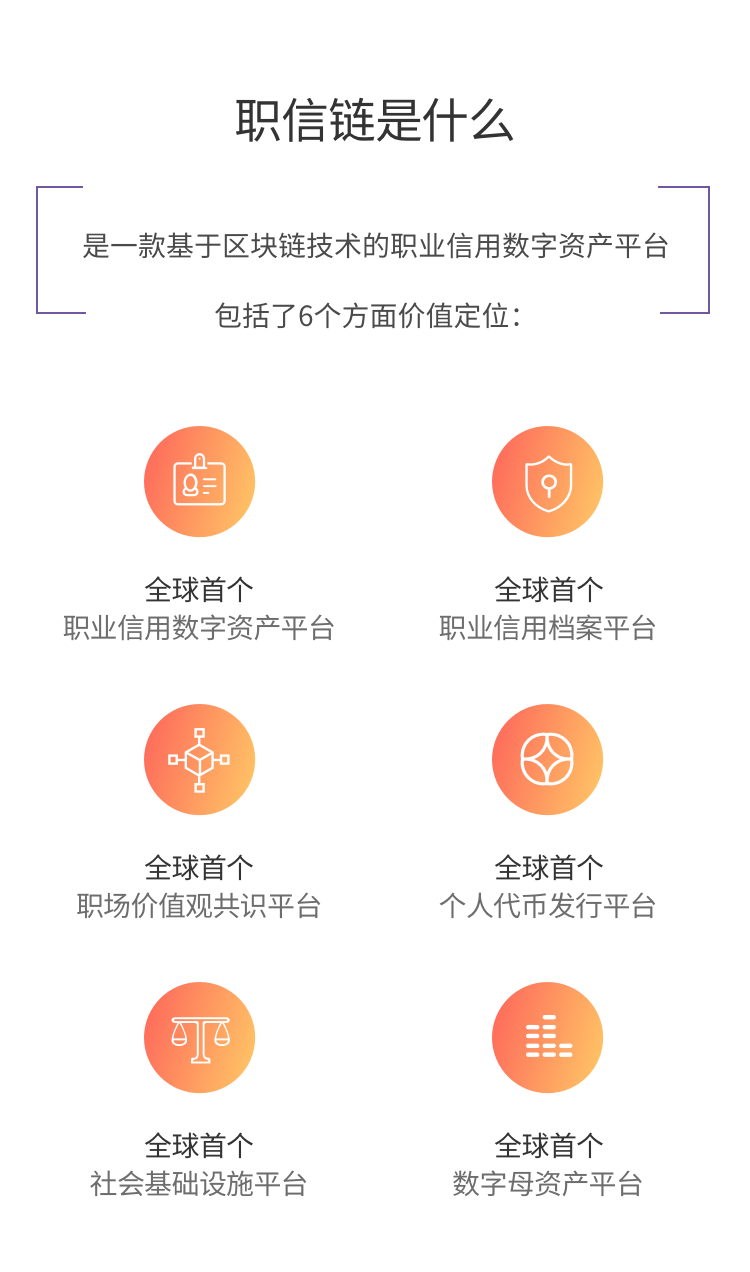 职信链是什么
是一款基于区块链技术的职业信用数字资产平台
包括了6个方面价值定位：
全球首个
职业信用数字资产平台
全球首个
职业信用档案平台
全球首个
职场价值观共识平台
全球首个
个人代币发行平台
全球首个
社会基础设施平台
全球首个
数字母资产平台